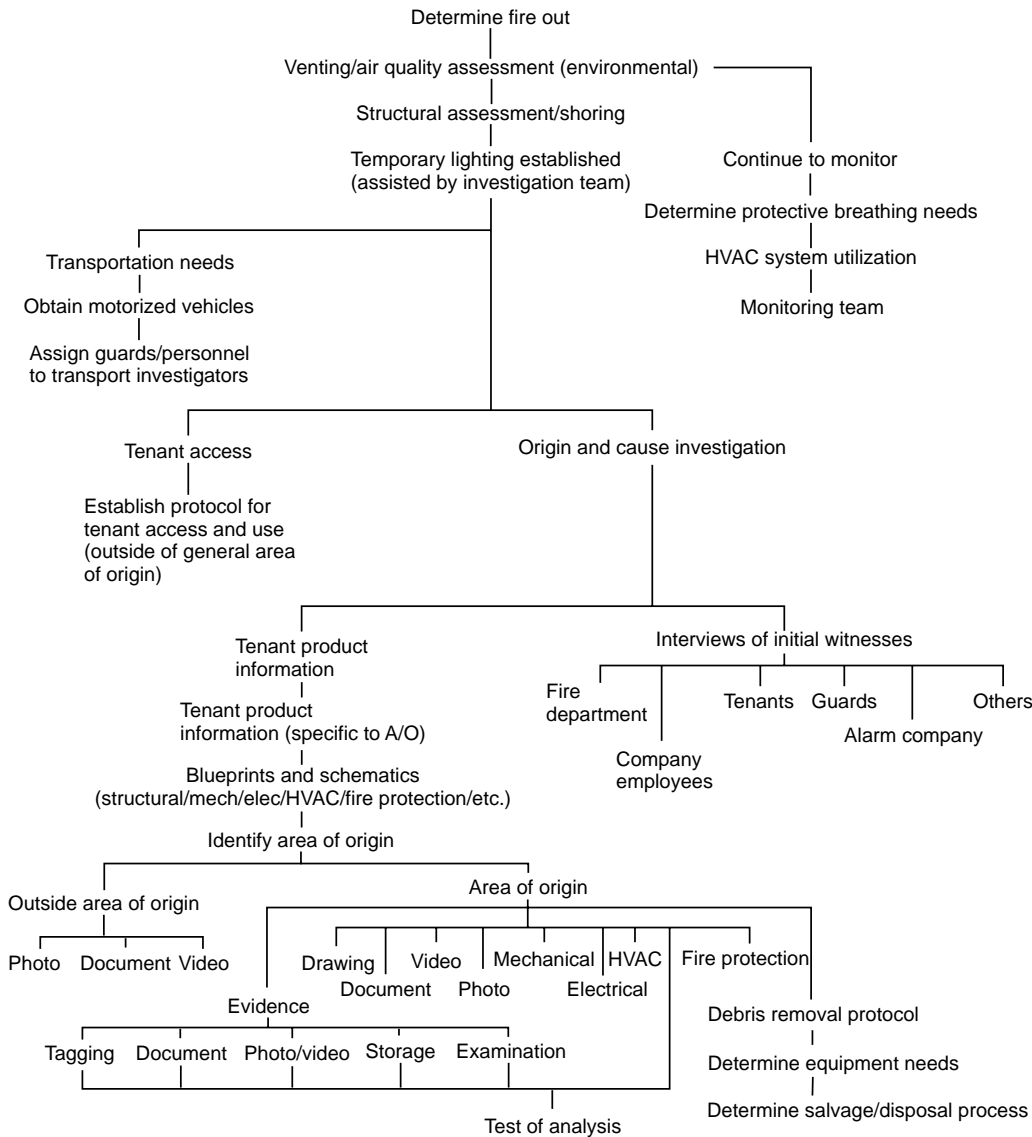 Determine fire out
Venting/air quality assessment (environmental)
Structural assessment/shoring
Temporary lighting established
(assisted by investigation team)
Continue to monitor
Determine protective breathing needs
HVAC system utilization
Monitoring team
Transportation needs
Obtain motorized vehicles
Assign guards/personnel
to transport investigators
Tenant access
Establish protocol for
tenant access and use
(outside of general area
of origin)
Origin and cause investigation
Tenant product
information
Tenant product
information (specific to A/O)
Blueprints and schematics
(structural/mech/elec/HVAC/fire protection/etc.)
Identify area of origin
Interviews of initial witnesses
Fire
department
Company
employees
Tenants
Guards
Alarm company
Others
Outside area of origin
Photo
Document
Video
Area of origin
Drawing
Document
Video
Photo
Mechanical
Electrical
HVAC
Fire protection
Evidence
Tagging
Document
Photo/video
Storage
Examination
Test of analysis
Debris removal protocol
Determine equipment needs
Determine salvage/disposal process